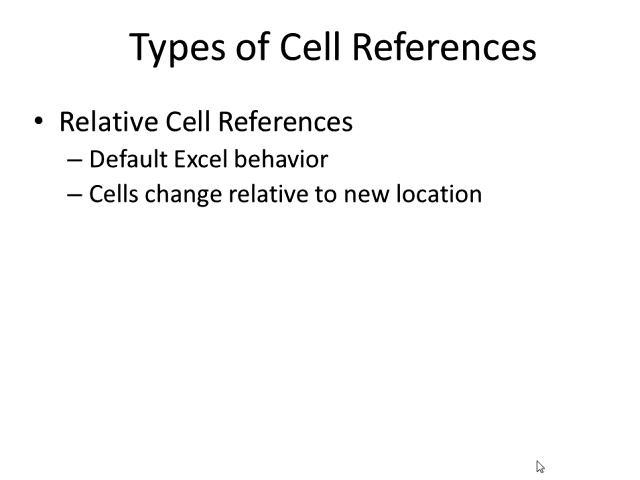 Types of Cell References
• Relative Cell References
– Default Excel behavior
– Cells change relative to new location